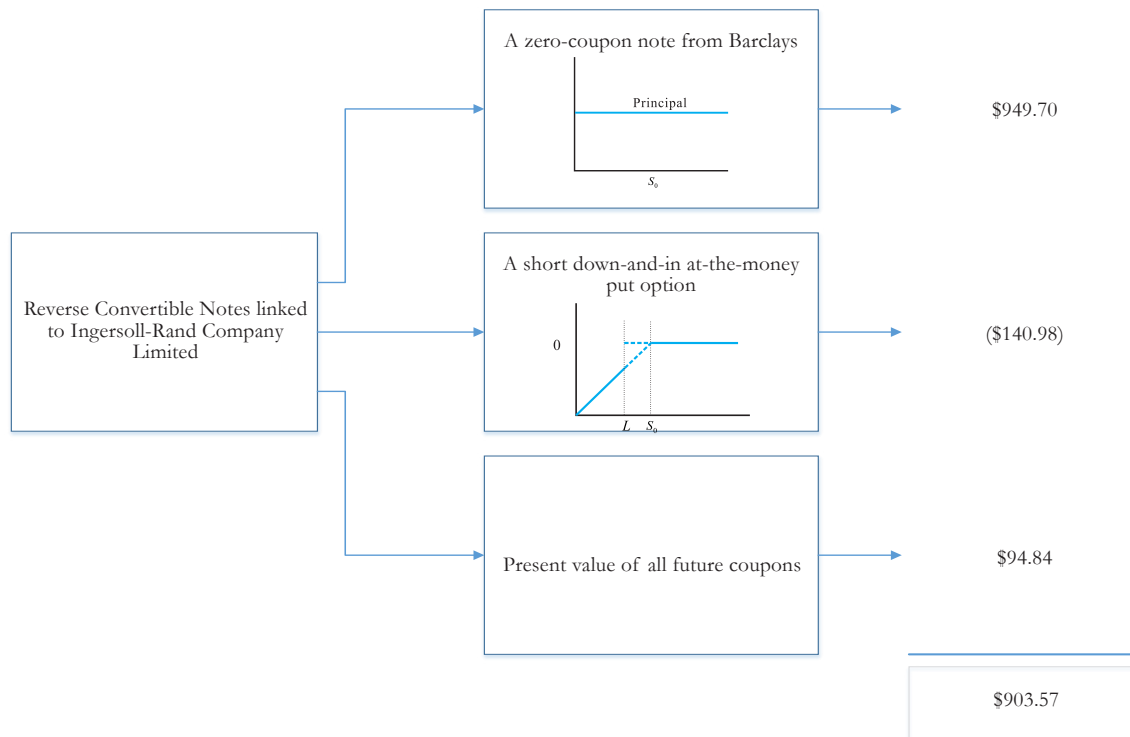 A zero-coupon note from Barclays
Principal
S0
$949.70
Reverse Convertible Notes linked
to Ingersoll-Rand Company
Limited
A short down-and-in at-the-money
put option
0
L S0
($140.98)
Present value of all future coupons
$94.84
$903.57